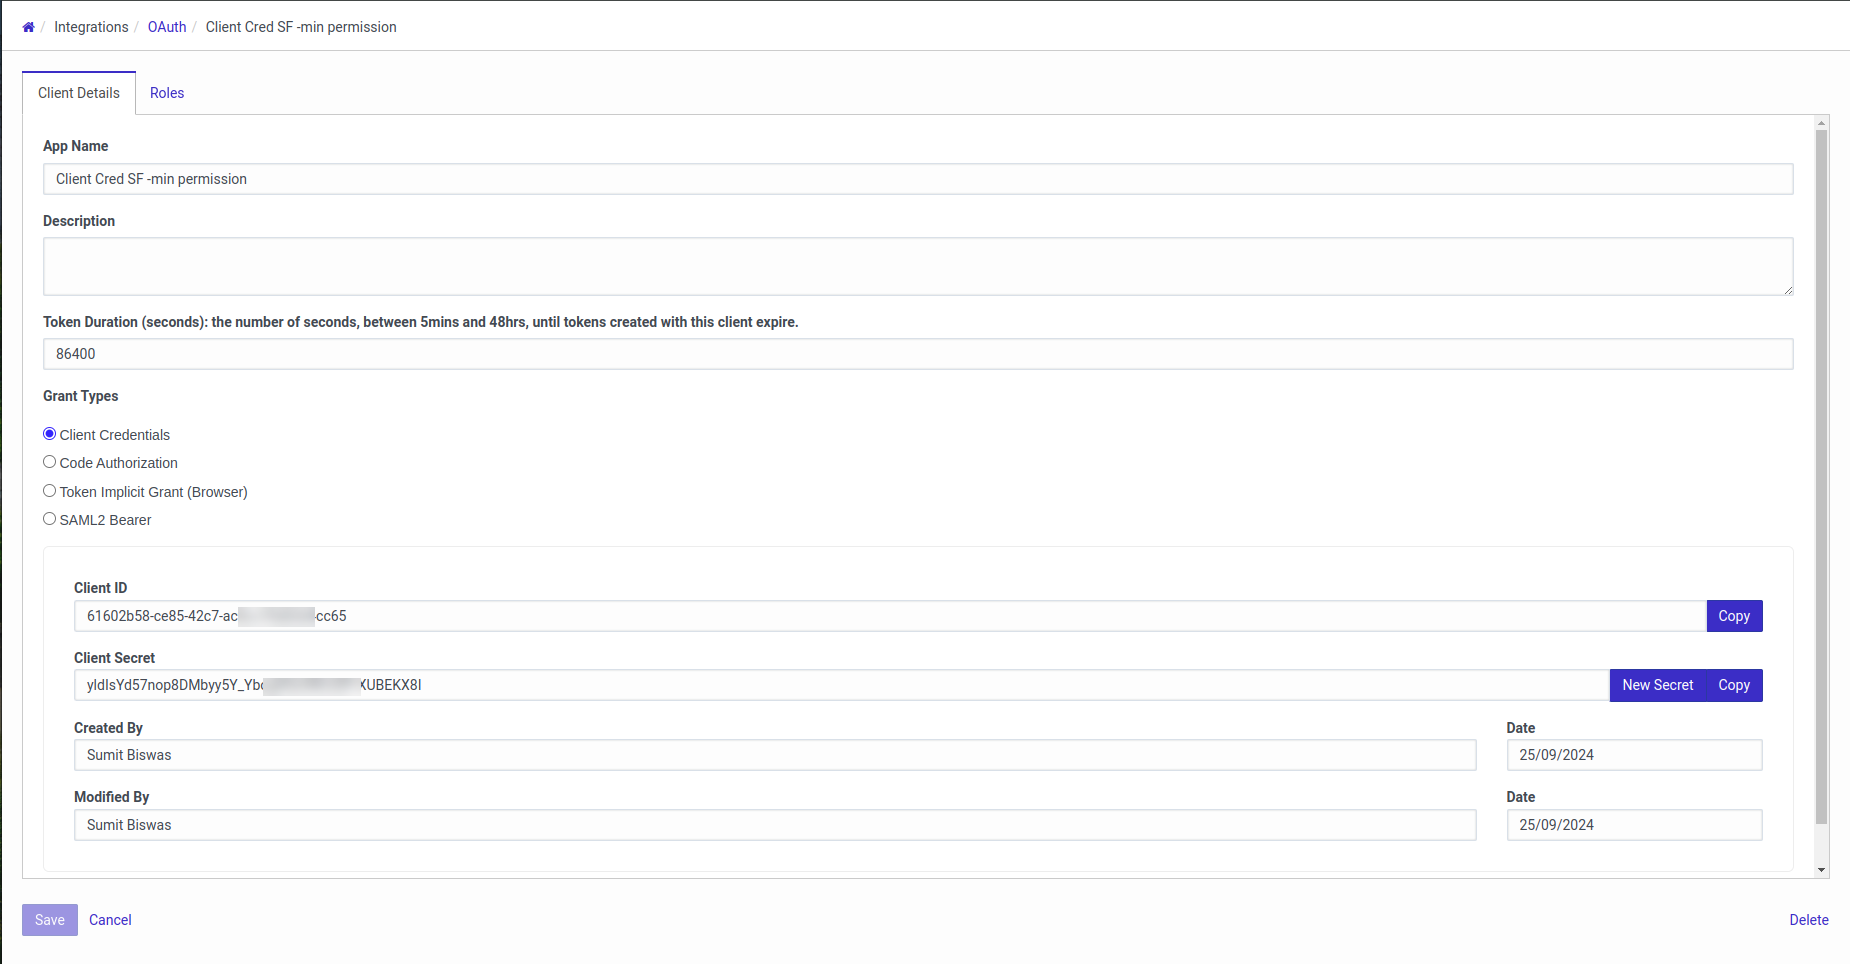 / Integrations / OAuth / Client Cred SF -min permission
Client Details Roles
App Name
Client Cred SF -min permission
Description
Token Duration (seconds): the number of seconds, between 5mins and 48hrs, until tokens created with this client expire.
86400
Grant Types
Client Credentials
Code Authorization
Token Implicit Grant (Browser)
SAML2 Bearer
Client ID
61602b58-ce85-42c7-ac -cc65 Copy
Client Secret
New Secret Copy
Created By Date
Sumit Biswas 25/09/2024
Modified By Date
Sumit Biswas 25/09/2024
Save Cancel Delete